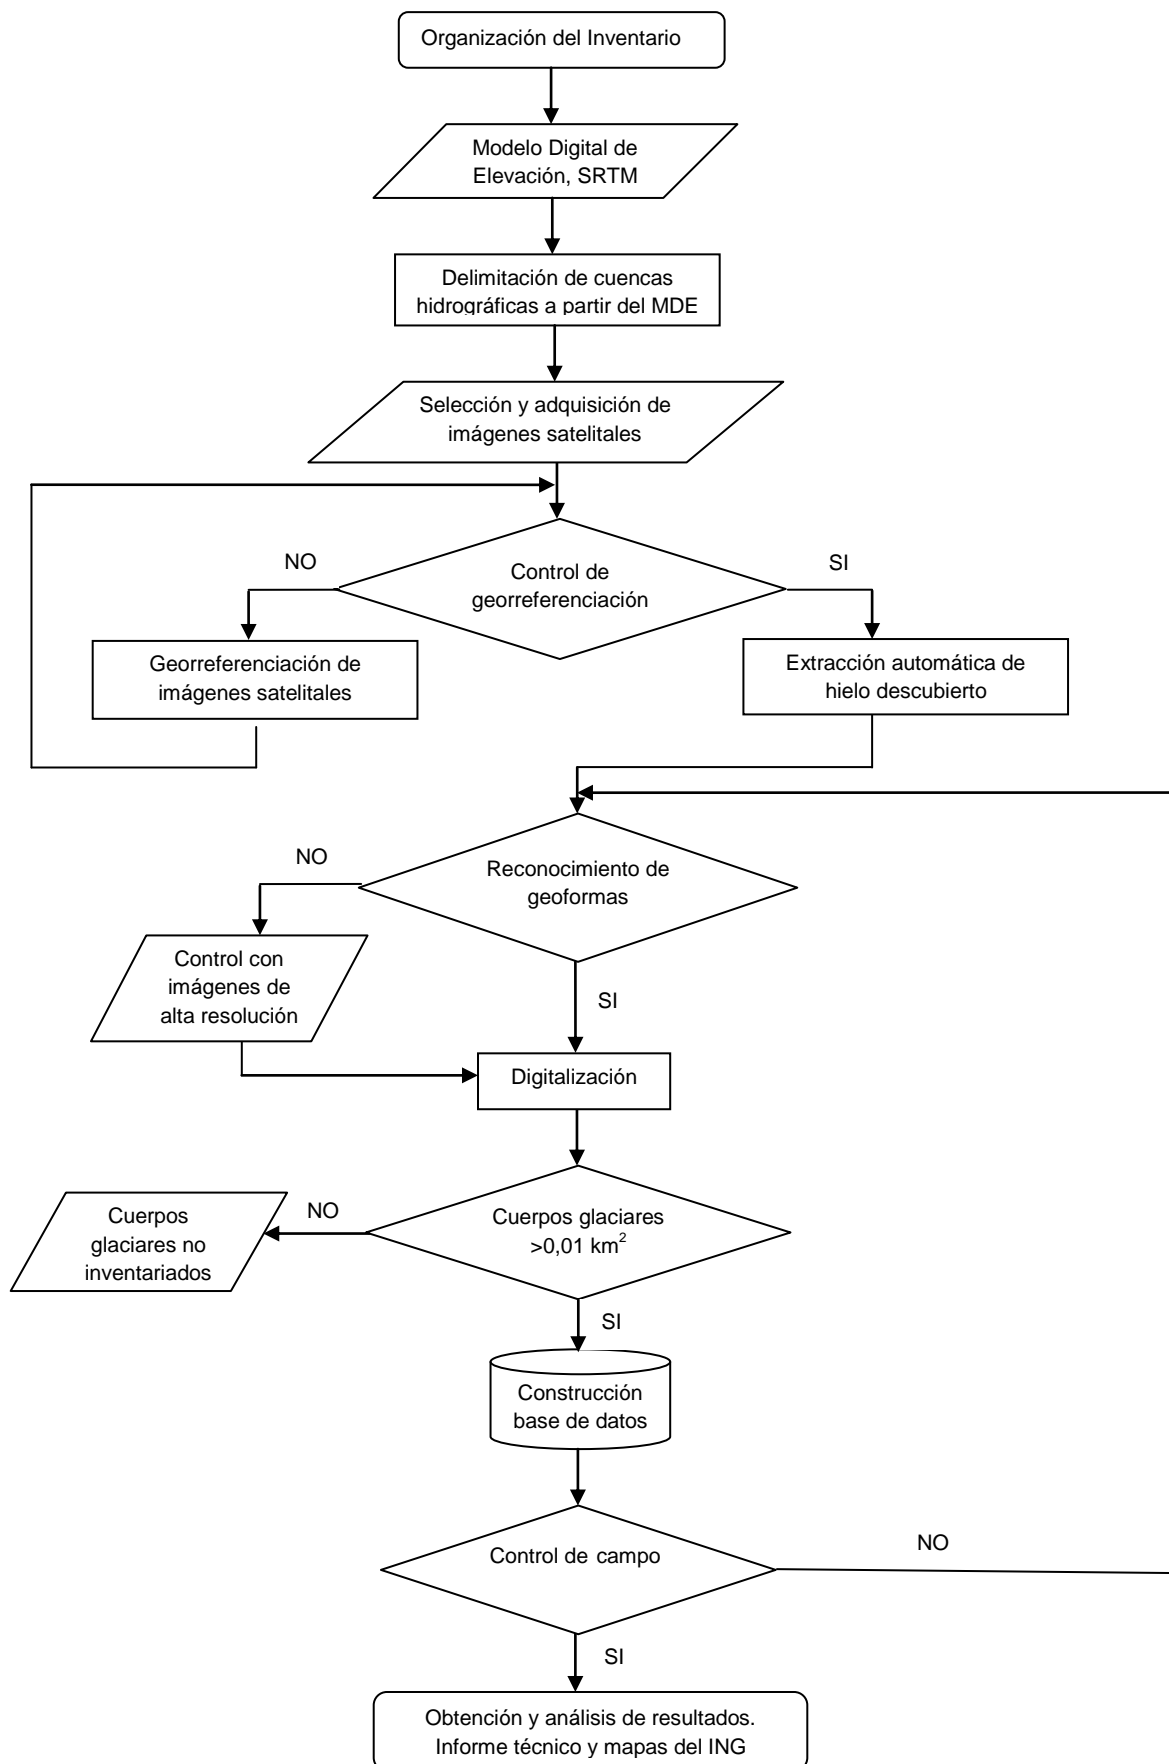 Organización del Inventario
Modelo Digital de
Elevación, SRTM
Delimitación de cuencas
hidrográficas a partir del MDE
Selección y adquisición de
imágenes satelitales
NO
SI
Control de
georreferenciación
Georreferenciación de
imágenes satelitales
Extracción automática de
hielo descubierto
NO
Reconocimiento de
geoformas
Control con
imágenes de
alta resolución
SI
Digitalización
Cuerpos
glaciares no
inventariados
NO
Cuerpos glaciares
>0,01 km²
SI
Construcción
base de datos
Control de campo
NO
SI
Obtención y análisis de resultados.
Informe técnico y mapas del ING